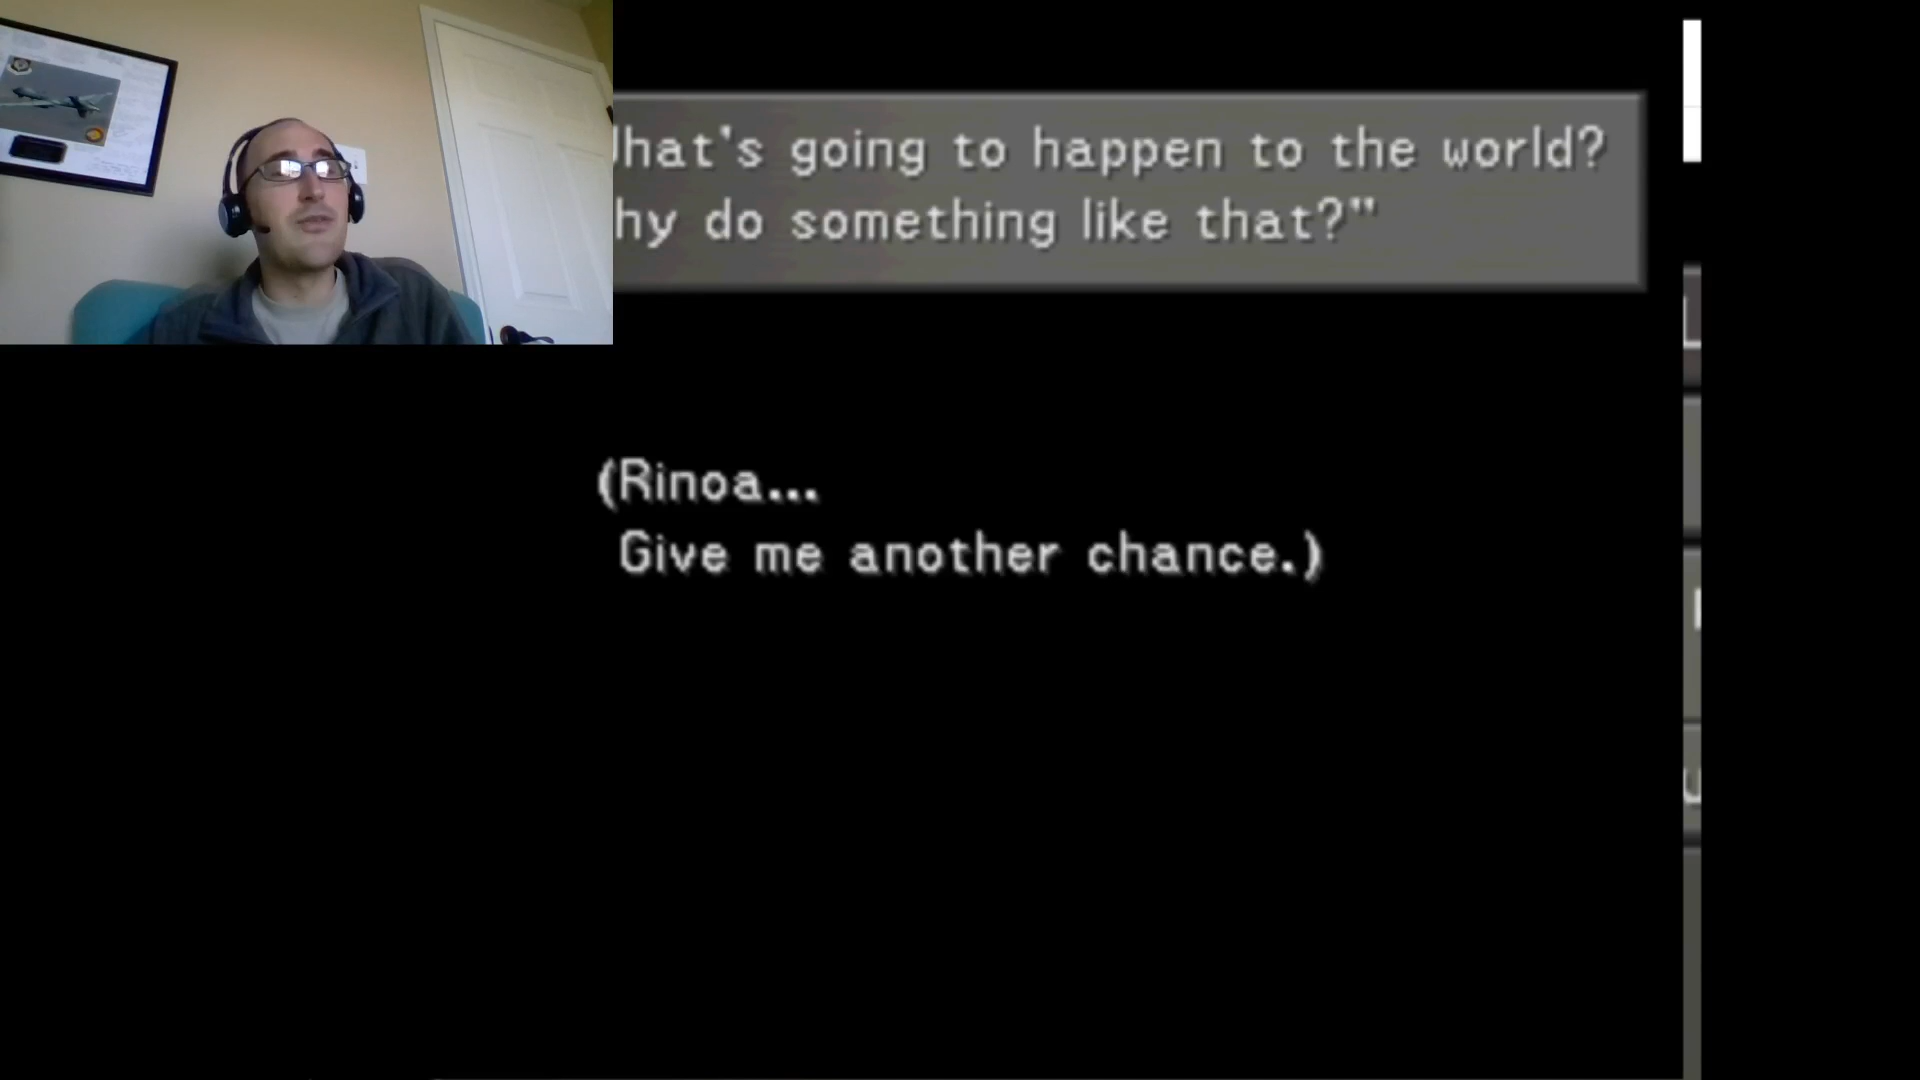 hat's going to happen to the world?
hy do something like that?"
(Rinoa...
Give me another chance.)